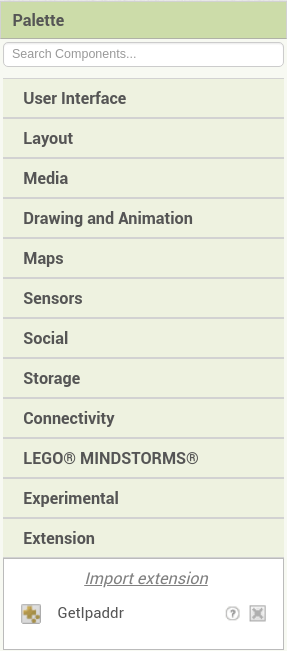 Palette
Search Components...
User Interface
Layout
Media
Drawing and Animation
Maps
Sensors
Social
Storage
Connectivity
LEGO® MINDSTORMS®
Experimental
Extension
Import extension
GetIpaddr ?